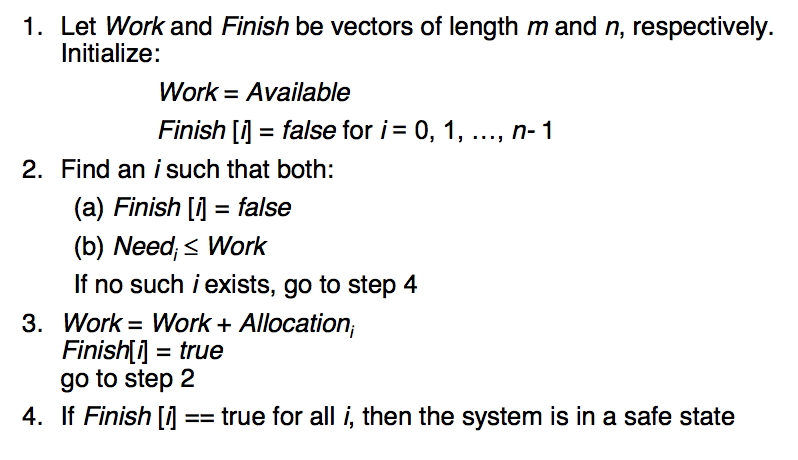 1. Let Work and Finish be vectors of length m and n, respectively.
Initialize:
Work = Available
Finish [i] = false for i = 0, 1, …, n- 1
2. Find an i such that both:
(a) Finish [i] = false
(b) Needᵢ ≤ Work
If no such i exists, go to step 4
3. Work = Work + Allocationᵢ
Finish[i] = true
go to step 2
4. If Finish [i] == true for all i, then the system is in a safe state